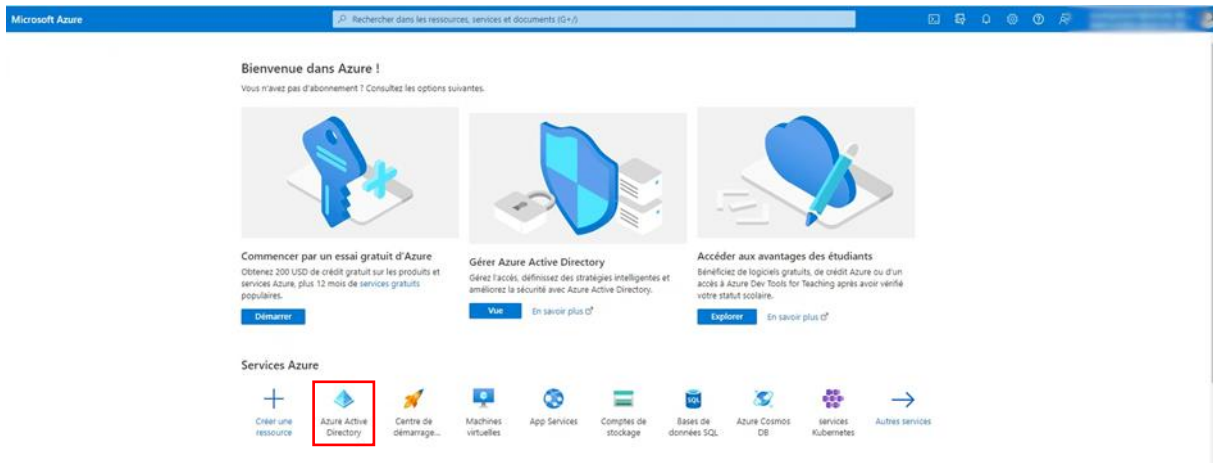 Microsoft Azure
Rechercher dans les ressources, services et documents (G+/)
Bienvenue dans Azure !
Vous n'avez pas d'abonnement ? Consultez les options suivantes.
Commencer par un essai gratuit d'Azure
Obtenez 200 USD de crédit gratuit sur les produits et
services Azure, plus 12 mois de services gratuits
populaires.
Démarrer
Gérer Azure Active Directory
Gérez l'accès, définissez des stratégies intelligentes et
améliorez la sécurité avec Azure Active Directory.
Vue
En savoir plus
Accéder aux avantages des étudiants
Bénéficiez de logiciels gratuits, de crédit Azure ou d'un
accès à Azure Dev Tools for Teaching après avoir vérifié
votre statut scolaire.
Explorer
En savoir plus
Services Azure
Créer une
ressource
Azure Active
Directory
Centre de
démarrage...
Machines
virtuelles
App Services
Comptes de
stockage
SQL
Bases de
données SQL
Azure Cosmos
DB
services
Kubernetes
Autres services